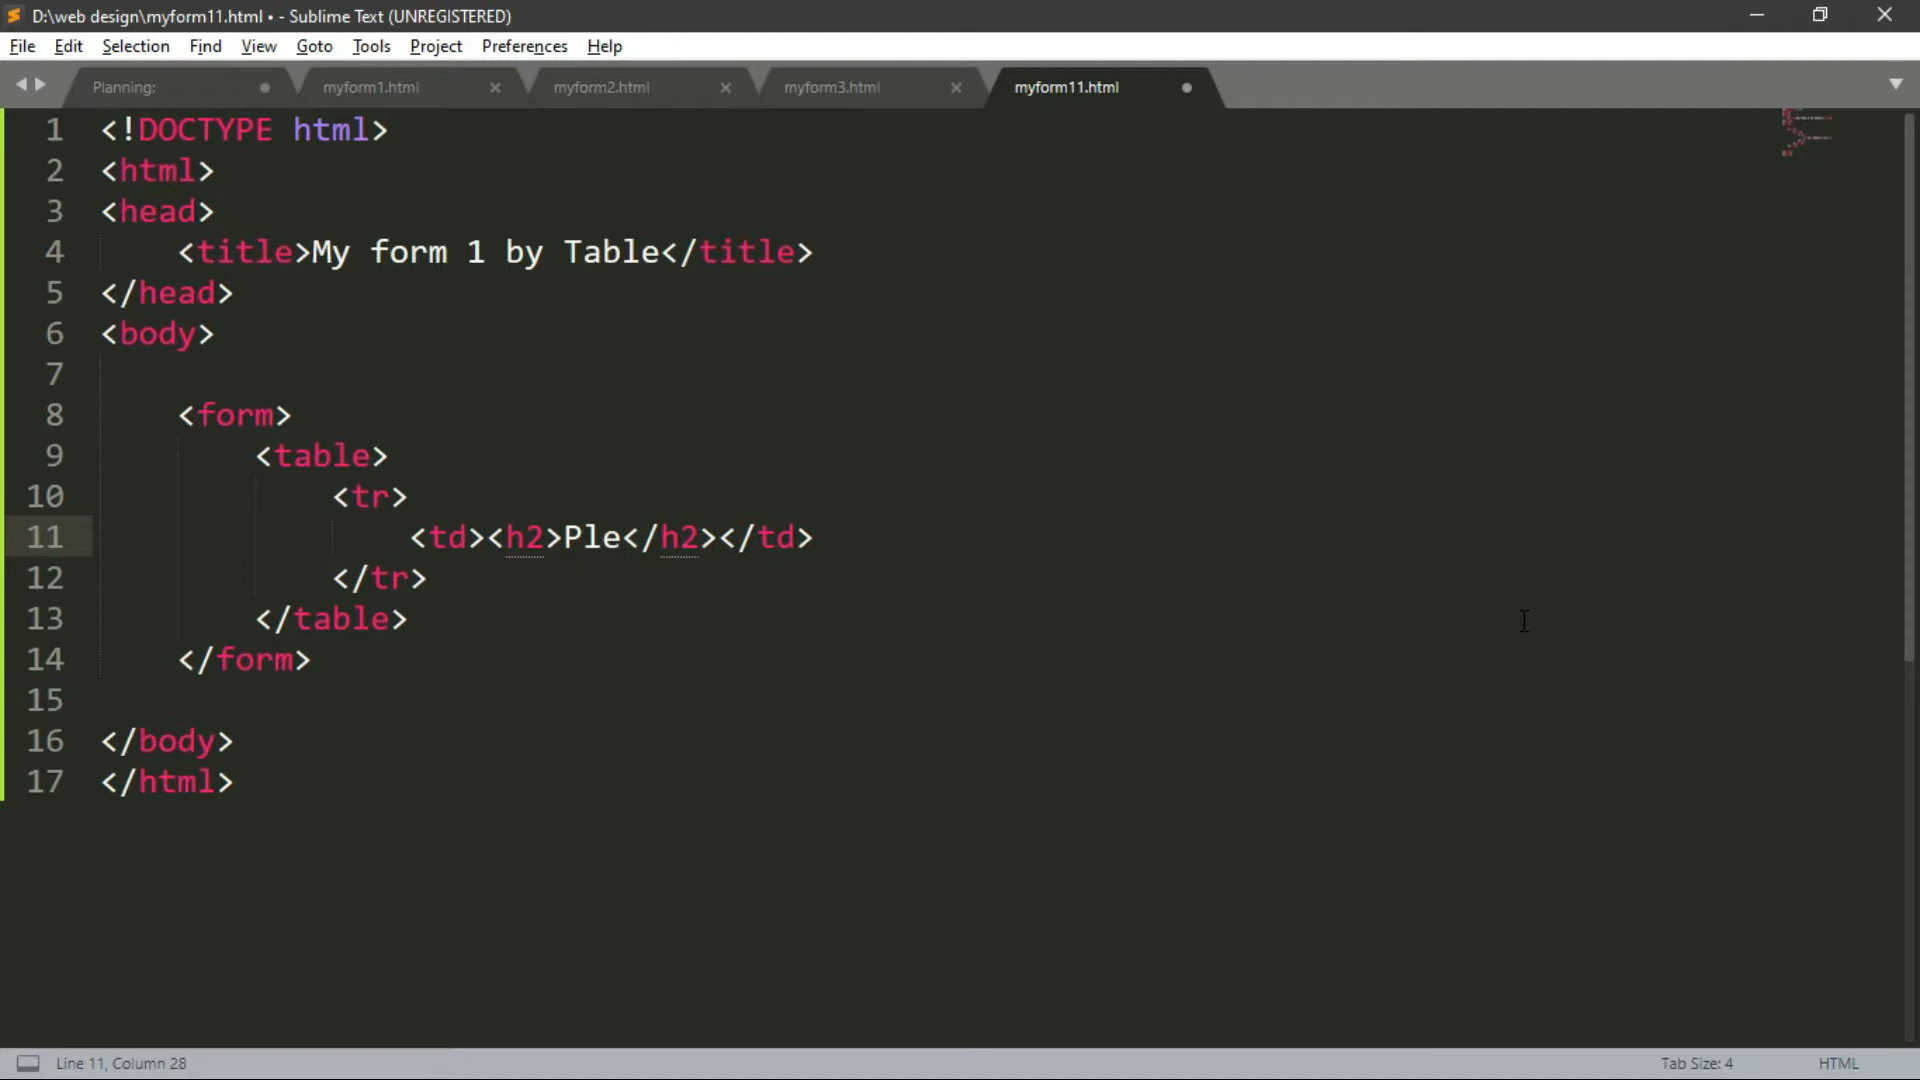 D:\web design\myform11.html • - Sublime Text (UNREGISTERED)
File Edit Selection Find View Goto Tools Project Preferences Help
Planning: myform1.html myform2.html myform3.html myform11.html
1 <!DOCTYPE html>
2 <html>
3 <head>
4 <title>My form 1 by Table</title>
5 </head>
6 <body>
7
8 <form>
9 <table>
10 <tr>
11 <td><h2>Ple</h2></td>
12 </tr>
13 </table>
14 </form>
15
16 </body>
17 </html>
Line 11, Column 28 Tab Size: 4 HTML